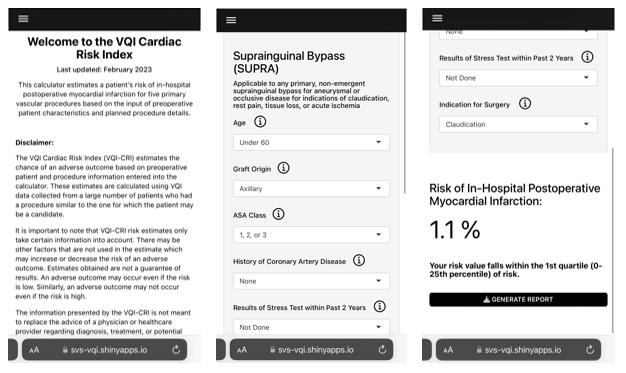 Welcome to the VQI Cardiac
Risk Index
Last updated: February 2023
This calculator estimates a patient's risk of in-hospital
postoperative myocardial infarction for five primary
vascular procedures based on the input of preoperative
patient characteristics and planned procedure details.
Disclaimer:
The VQI Cardiac Risk Index (VQI-CRI) estimates the
chance of an adverse outcome based on preoperative
patient and procedure information entered into the
calculator. These estimates are calculated using VQI
data collected from a large number of patients who had
a procedure similar to the one for which the patient may
be a candidate.
It is important to note that VQI-CRI risk estimates only
take certain information into account. There may be
other factors that are not used in the estimate which
may increase or decrease the risk of an adverse
outcome. Estimates obtained are not a guarantee of
results. An adverse outcome may occur even if the risk
is low. Similarly, an adverse outcome may not occur
even if the risk is high.
The information presented by the VQI-CRI is not meant
to replace the advice of a physician or healthcare
provider regarding diagnosis, treatment, or potential
AA svs-vqi.shinyapps.io
Suprainguinal Bypass
(SUPRA)
Applicable to any primary, non-emergent
suprainguinal bypass for aneurysmal or
occlusive disease for indications of claudication,
rest pain, tissue loss, or acute ischemia
Age
Under 60
Graft Origin
Axillary
ASA Class
1, 2, or 3
History of Coronary Artery Disease
None
Results of Stress Test within Past 2 Years
Not Done
AA svs-vqi.shinyapps.io
None
Results of Stress Test within Past 2 Years
Not Done
Indication for Surgery
Claudication
Risk of In-Hospital Postoperative
Myocardial Infarction:
1.1 %
Your risk value falls within the 1st quartile (0-
25th percentile) of risk.
GENERATE REPORT
AA svs-vqi.shinyapps.io